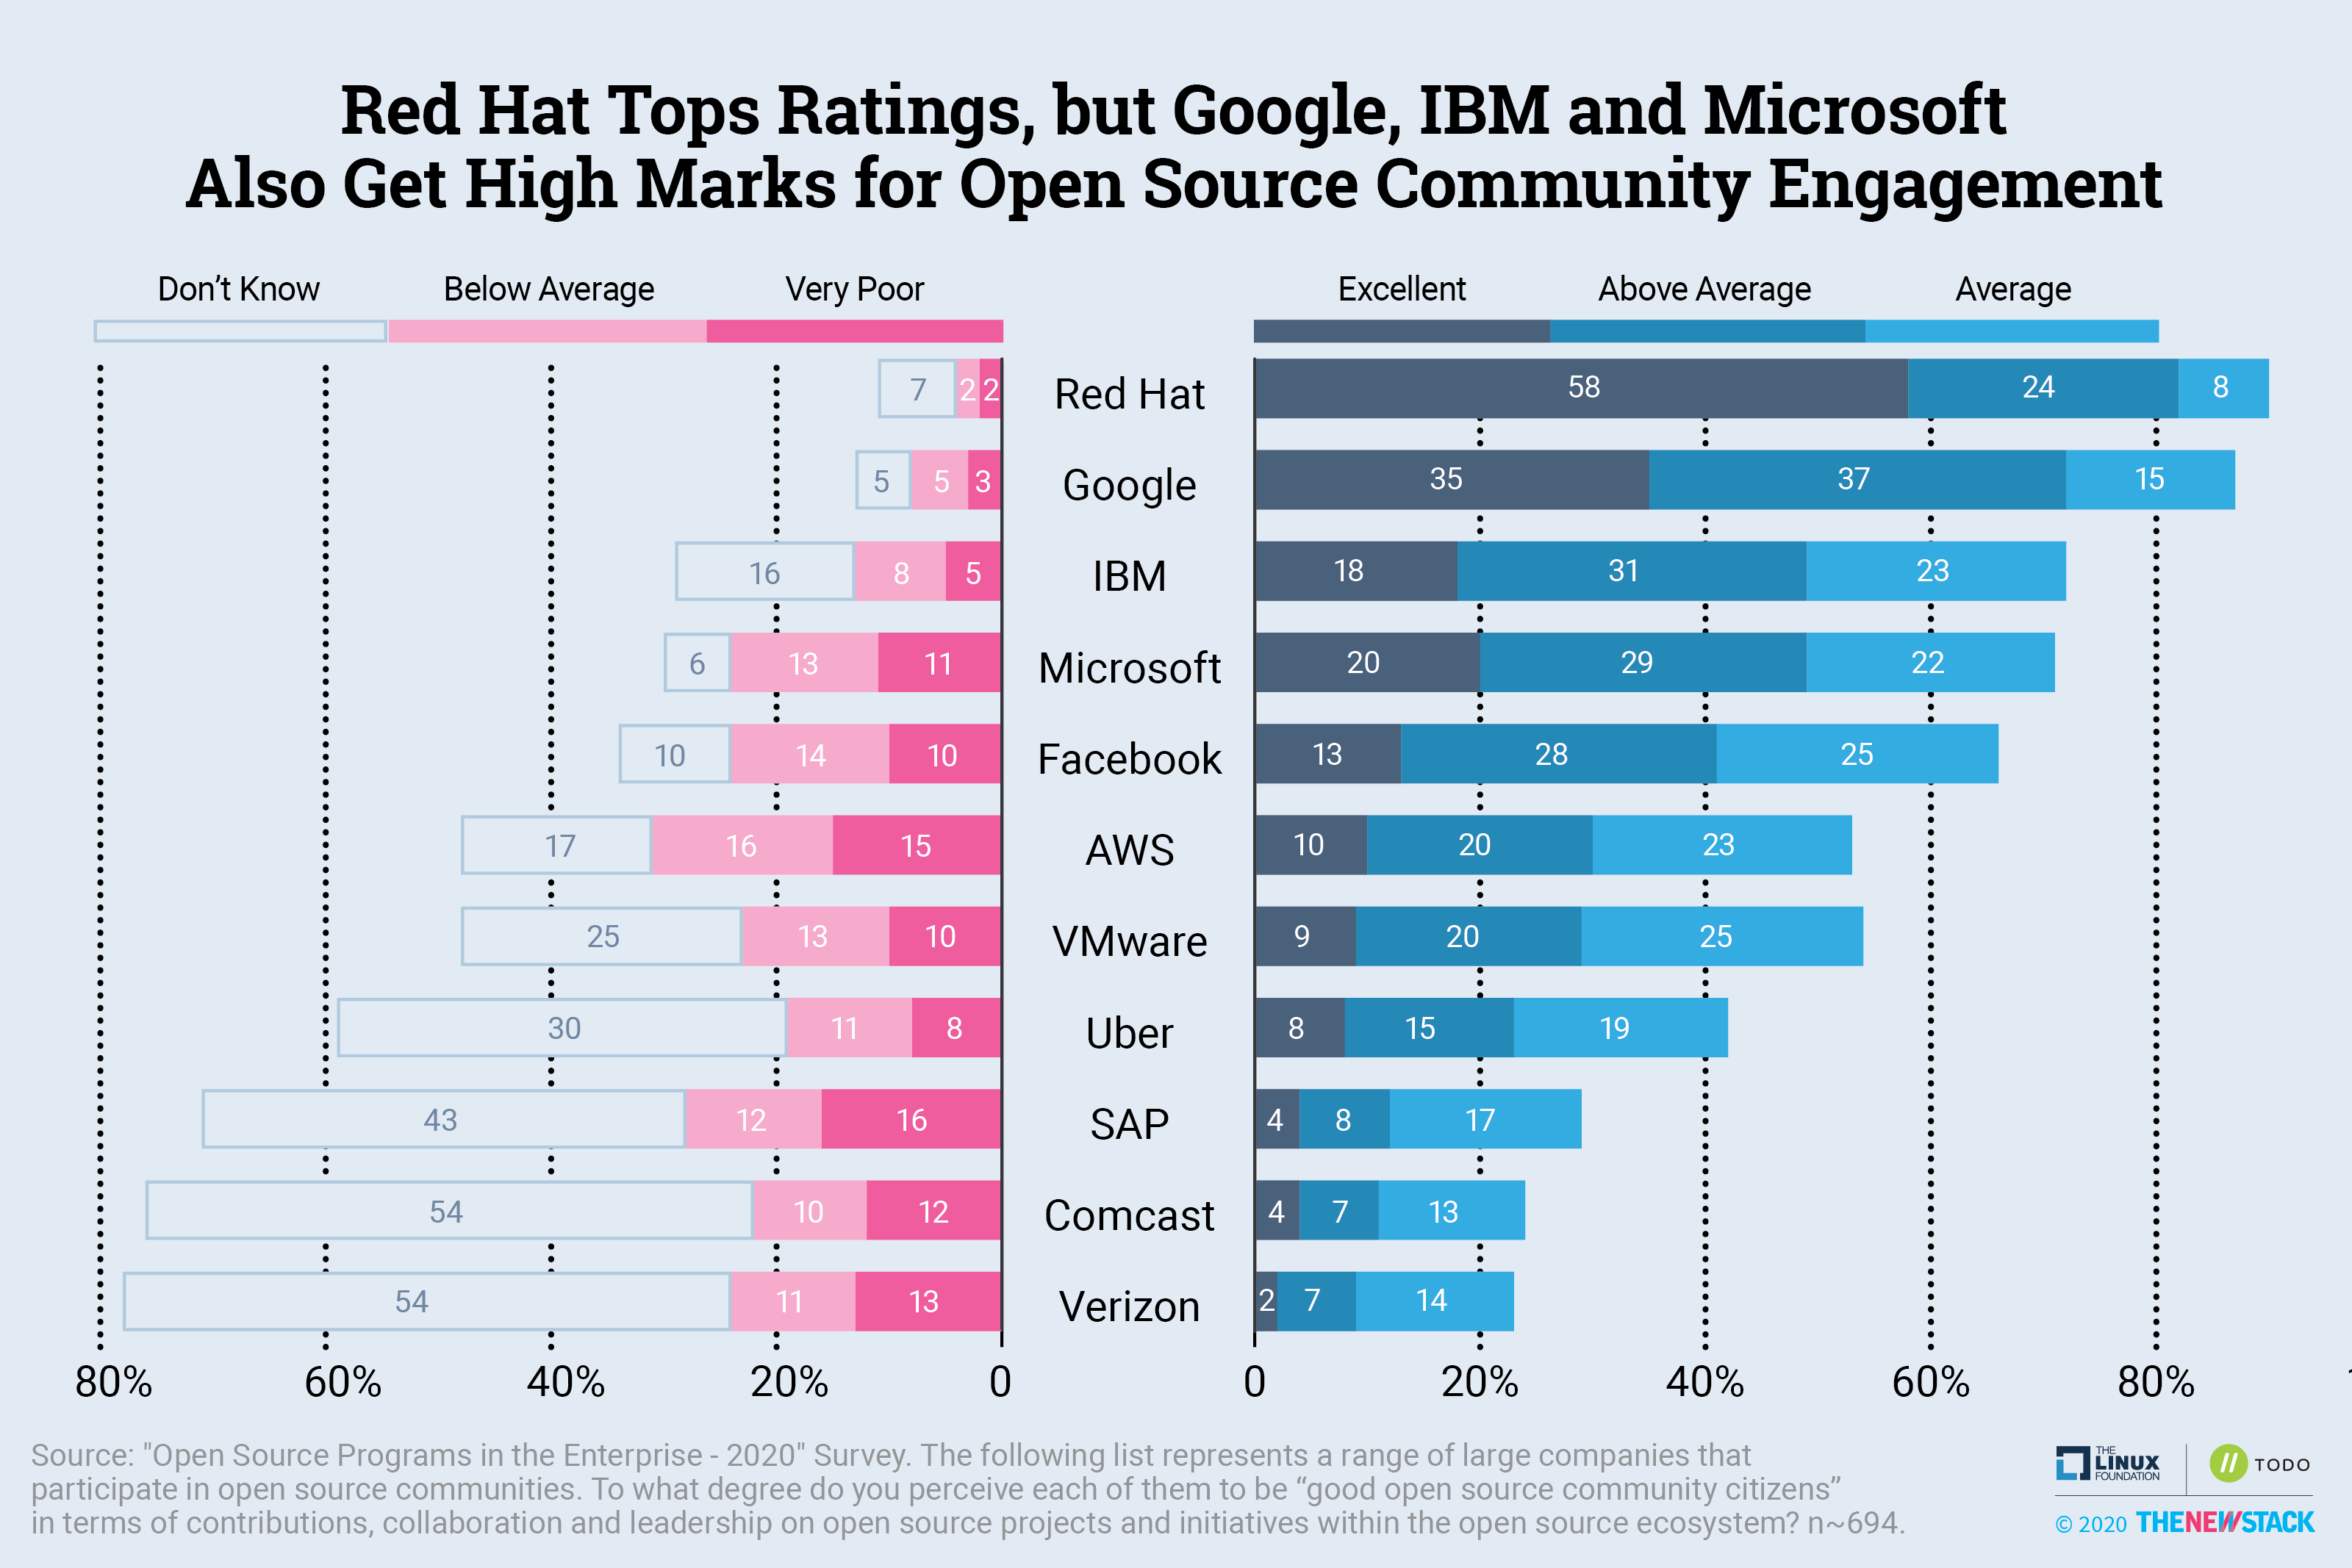 Red Hat Tops Ratings, but Google, IBM and Microsoft
Also Get High Marks for Open Source Community Engagement
Don’t Know Below Average Very Poor Excellent Above Average Average
7 2 2 Red Hat 58 24 8
5 5 3 Google 35 37 15
16 8 5 IBM 18 31 23
6 13 11 Microsoft 20 29 22
10 14 10 Facebook 13 28 25
17 16 15 AWS 10 20 23
25 13 10 VMware 9 20 25
30 11 8 Uber 8 15 19
43 12 16 SAP 4 8 17
54 10 12 Comcast 4 7 13
54 11 13 Verizon 2 7 14
80% 60% 40% 20% 0 0 20% 40% 60% 80%
Source: "Open Source Programs in the Enterprise - 2020" Survey. The following list represents a range of large companies that
participate in open source communities. To what degree do you perceive each of them to be “good open source community citizens”
in terms of contributions, collaboration and leadership on open source projects and initiatives within the open source ecosystem? n~694.
THE
LINUX
FOUNDATION
// TODO
© 2020 THENEWSTACK